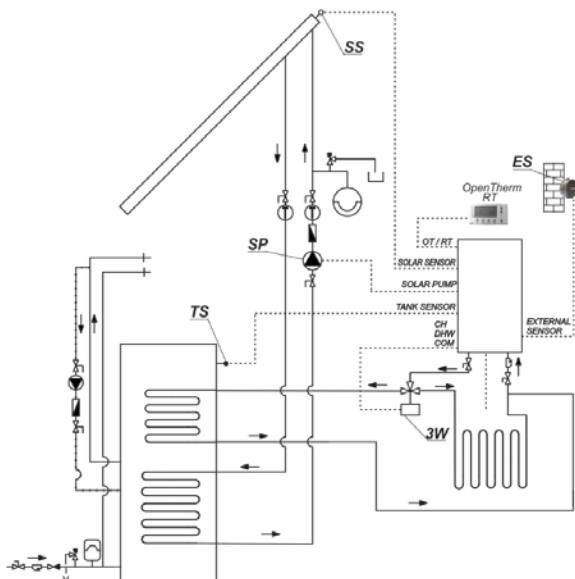 SS
ES
OpenTherm
RT
OT / RT
SOLAR SENSOR
SP
SOLAR PUMP
TANK SENSOR
TS
CH
DHW
COM
EXTERNAL
SENSOR
3W